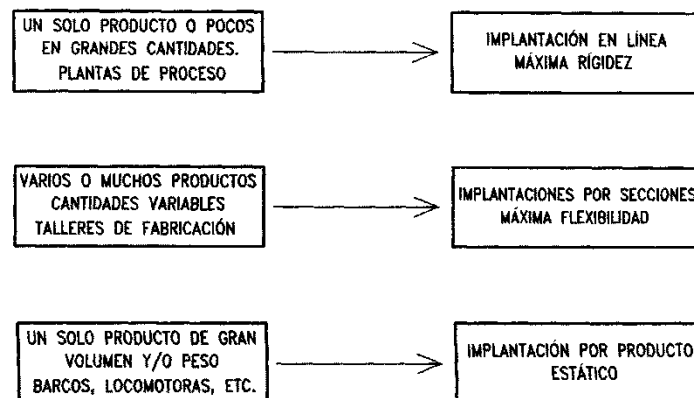 UN SOLO PRODUCTO O POCOS
EN GRANDES CANTIDADES.
PLANTAS DE PROCESO
IMPLANTACIÓN EN LÍNEA
MÁXIMA RÍGIDEZ
VARIOS O MUCHOS PRODUCTOS
CANTIDADES VARIABLES
TALLERES DE FABRICACIÓN
IMPLANTACIONES POR SECCIONES
MÁXIMA FLEXIBILIDAD
UN SOLO PRODUCTO DE GRAN
VOLUMEN Y/O PESO
BARCOS, LOCOMOTORAS, ETC.
IMPLANTACIÓN POR PRODUCTO
ESTÁTICO